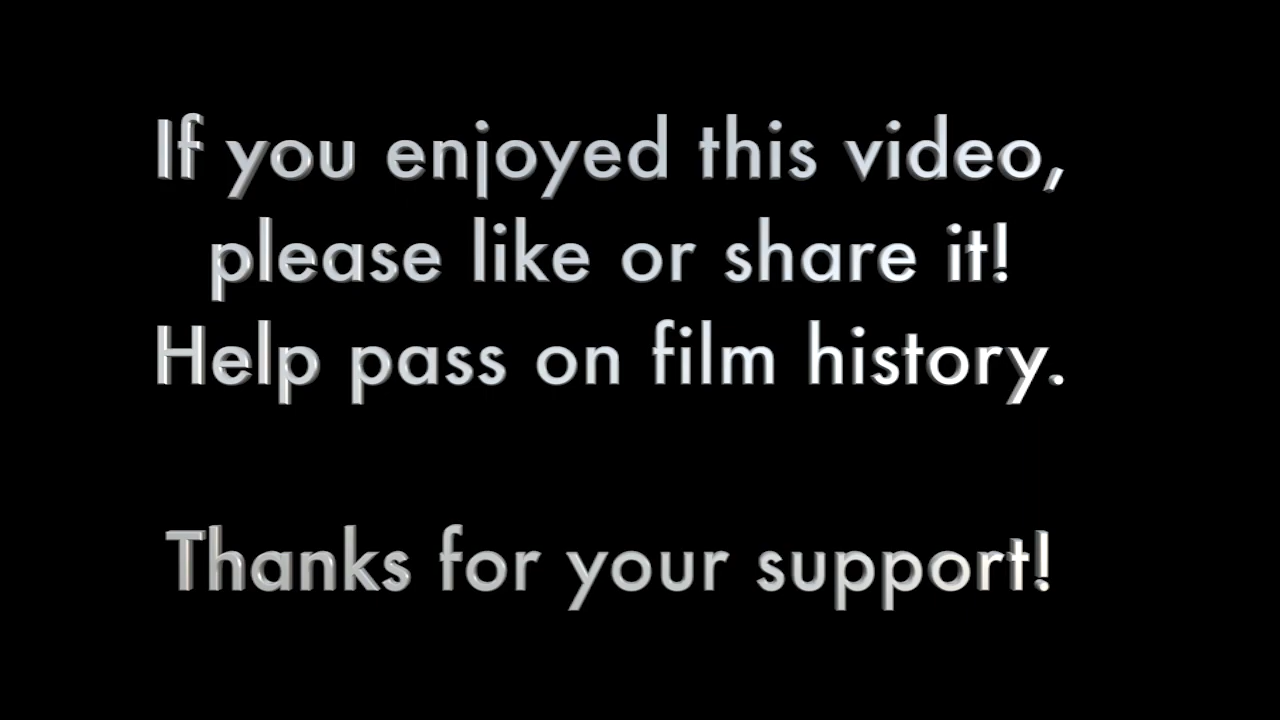 If you enjoyed this video,
please like or share it!
Help pass on film history.
Thanks for your support!